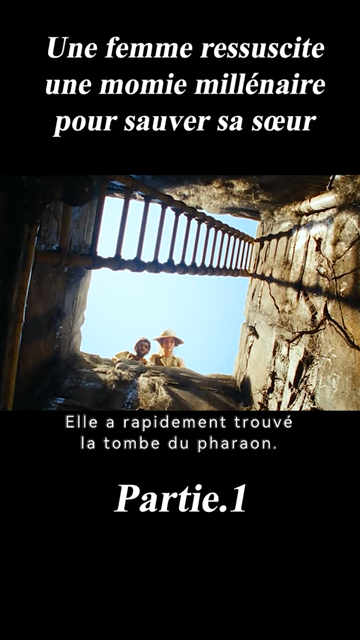 Une femme ressuscite
une momie millénaire
pour sauver sa sœur
Elle a rapidement trouvé
la tombe du pharaon.
Partie.1